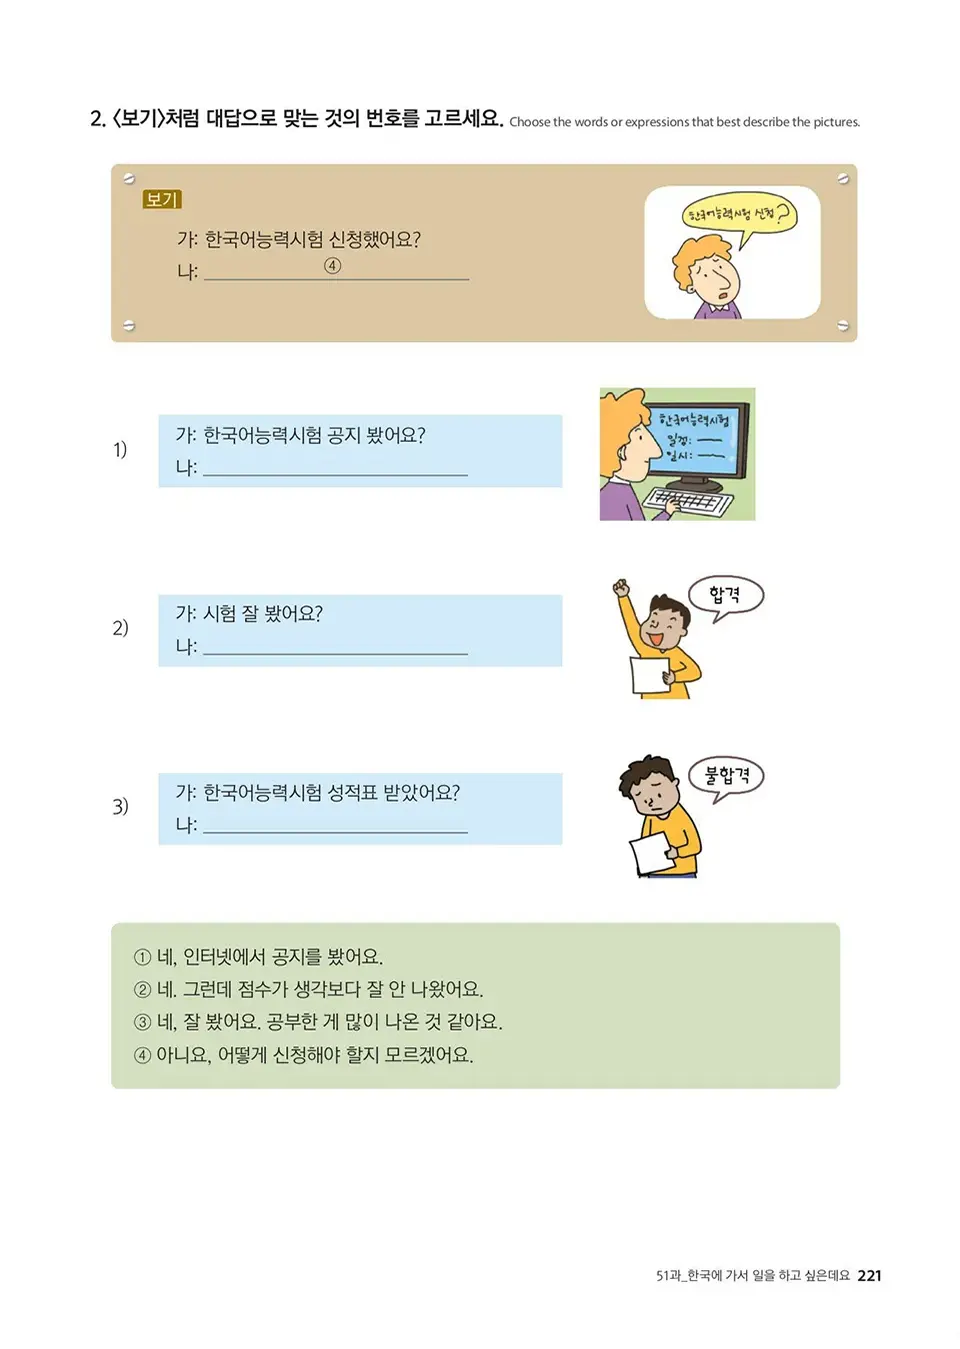 2. 〈보기〉처럼 대답으로 맞는 것의 번호를 고르세요. Choose the words or expressions that best describe the pictures.
보기
가: 한국어능력시험 신청했어요?
나: ④
한국어능력시험 신청?
1)
가: 한국어능력시험 공지 봤어요?
나:
한국어능력시험
일정:
일시:
2)
가: 시험 잘 봤어요?
나:
합격
3)
가: 한국어능력시험 성적표 받았어요?
나:
불합격
① 네, 인터넷에서 공지를 봤어요.
② 네. 그런데 점수가 생각보다 잘 안 나왔어요.
③ 네, 잘 봤어요. 공부한 게 많이 나온 것 같아요.
④ 아니요, 어떻게 신청해야 할지 모르겠어요.
51과_한국에 가서 일을 하고 싶은데요 221